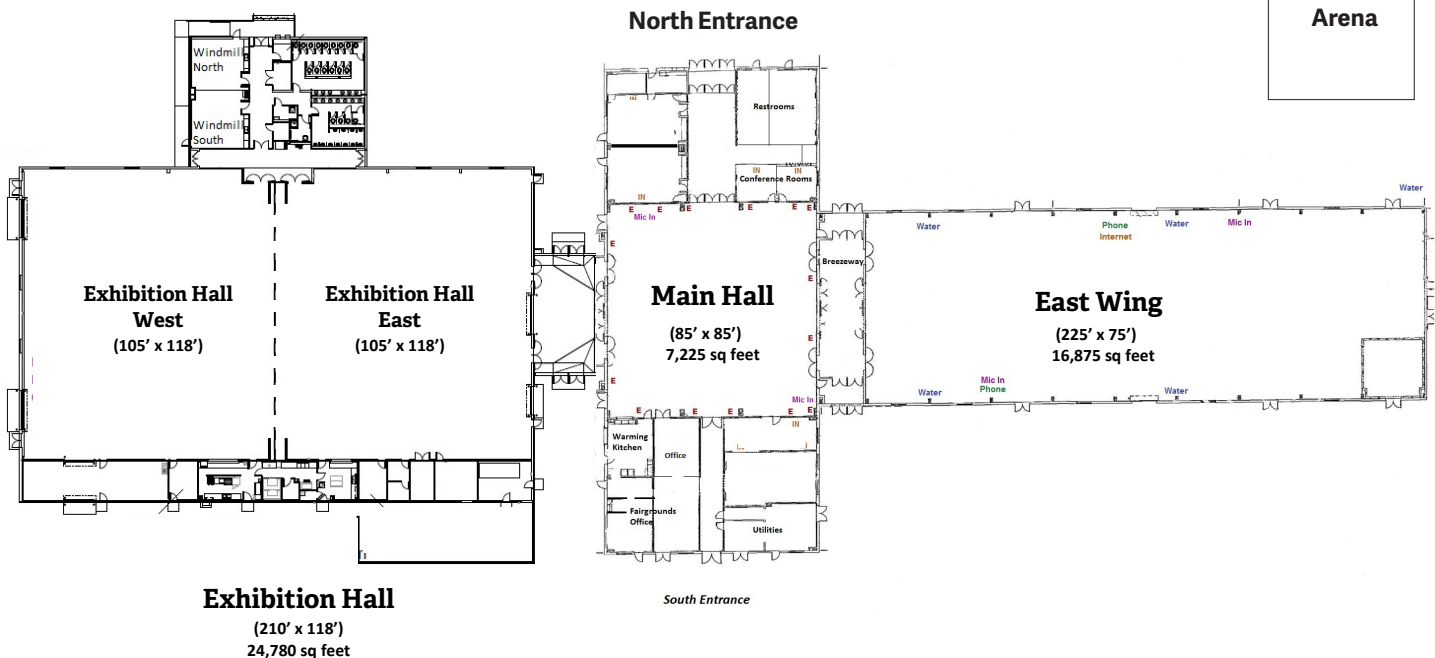 North Entrance
Arena
Windmill
North
Windmill
South
Restrooms
IN
IN
IN
IN
Conference Rooms
E
E
E
E
E
E
E
Mic In
Water
Water
Phone
Internet
Water
Mic In
E
E
Breezeway
Exhibition Hall
West
(105’ x 118’)
Exhibition Hall
East
(105’ x 118’)
Main Hall
(85’ x 85’)
7,225 sq feet
East Wing
(225’ x 75’)
16,875 sq feet
E
E
E
Mic In
Water
Mic In
Phone
Water
E
E
E
E
E
IN
Warming
Kitchen
Office
Fairgrounds
Office
Utilities
Exhibition Hall
(210’ x 118’)
24,780 sq feet
South Entrance